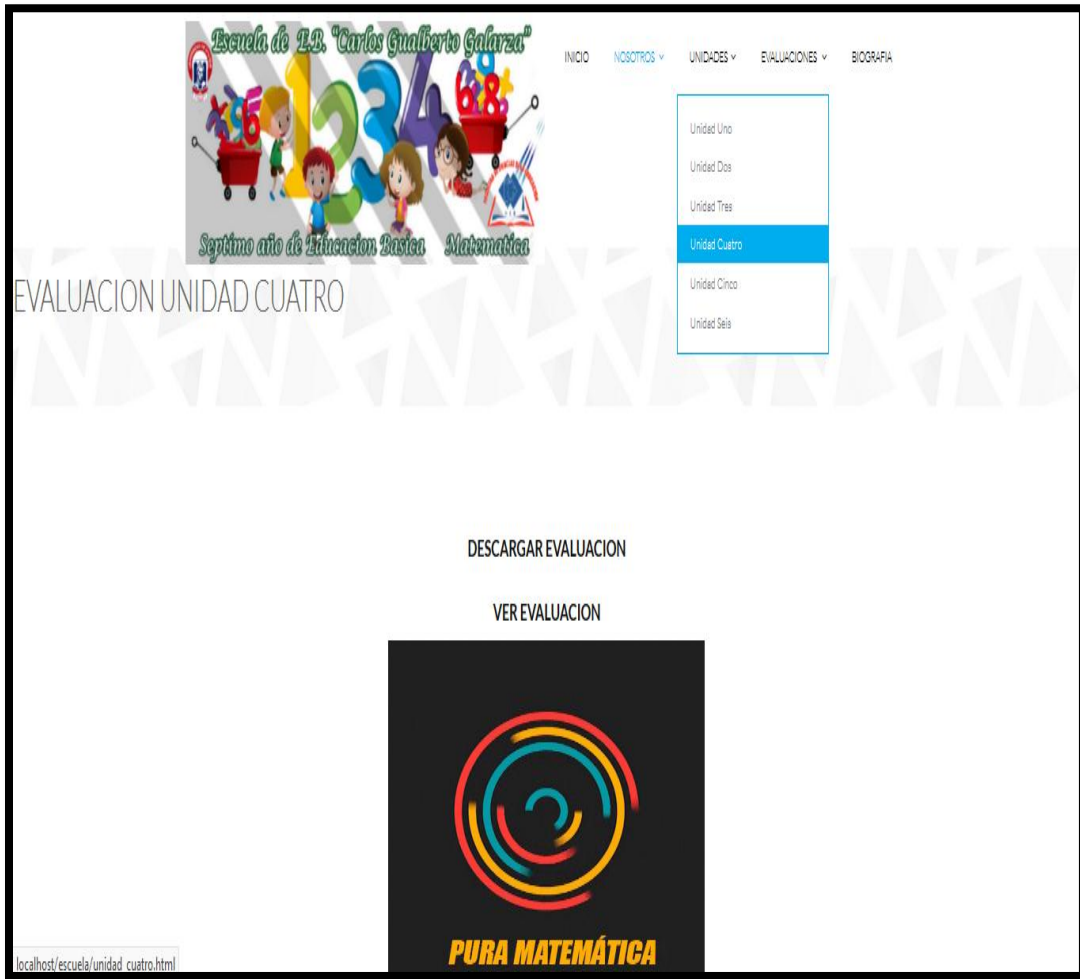 Escuela de E.B. "Carlos Gualberto Galarza"
1234
Septimo año de Educacion Basica Matematica
INICIO NOSOTROS UNIDADES EVALUACIONES BIOGRAFIA
Unidad Uno
Unidad Dos
Unidad Tres
Unidad Cuatro
Unidad Cinco
Unidad Seis
EVALUACION UNIDAD CUATRO
DESCARGAR EVALUACION
VER EVALUACION
PURA MATEMÁTICA
localhost/escuela/unidad_cuatro.html